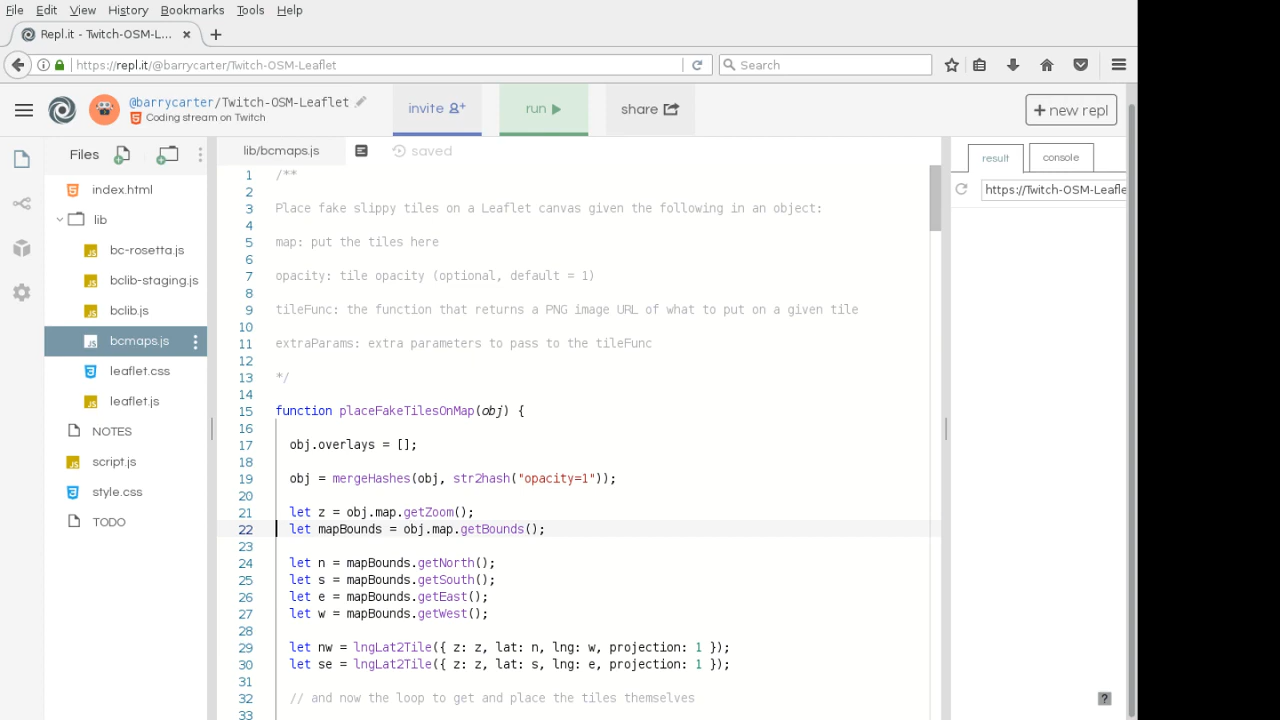 File Edit View History Bookmarks Tools Help
Repl.it - Twitch-OSM-L...
https://repl.it/@barrycarter/Twitch-OSM-Leaflet
Search
@barrycarter/Twitch-OSM-Leaflet
Coding stream on Twitch
invite
run
share
+ new repl
Files
index.html
lib
bc-rosetta.js
bclib-staging.js
bclib.js
bcmaps.js
leaflet.css
leaflet.js
NOTES
script.js
style.css
TODO
lib/bcmaps.js
saved
1 /**
2
3 Place fake slippy tiles on a Leaflet canvas given the following in an object:
4
5 map: put the tiles here
6
7 opacity: tile opacity (optional, default = 1)
8
9 tileFunc: the function that returns a PNG image URL of what to put on a given tile
10
11 extraParams: extra parameters to pass to the tileFunc
12
13 */
14
15 function placeFakeTilesOnMap(obj) {
16
17 obj.overlays = [];
18
19 obj = mergeHashes(obj, str2hash("opacity=1"));
20
21 let z = obj.map.getZoom();
22 let mapBounds = obj.map.getBounds();
23
24 let n = mapBounds.getNorth();
25 let s = mapBounds.getSouth();
26 let e = mapBounds.getEast();
27 let w = mapBounds.getWest();
28
29 let nw = lngLat2Tile({ z: z, lat: n, lng: w, projection: 1 });
30 let se = lngLat2Tile({ z: z, lat: s, lng: e, projection: 1 });
31
32 // and now the loop to get and place the tiles themselves
33
result
console
https://Twitch-OSM-Leafle
?